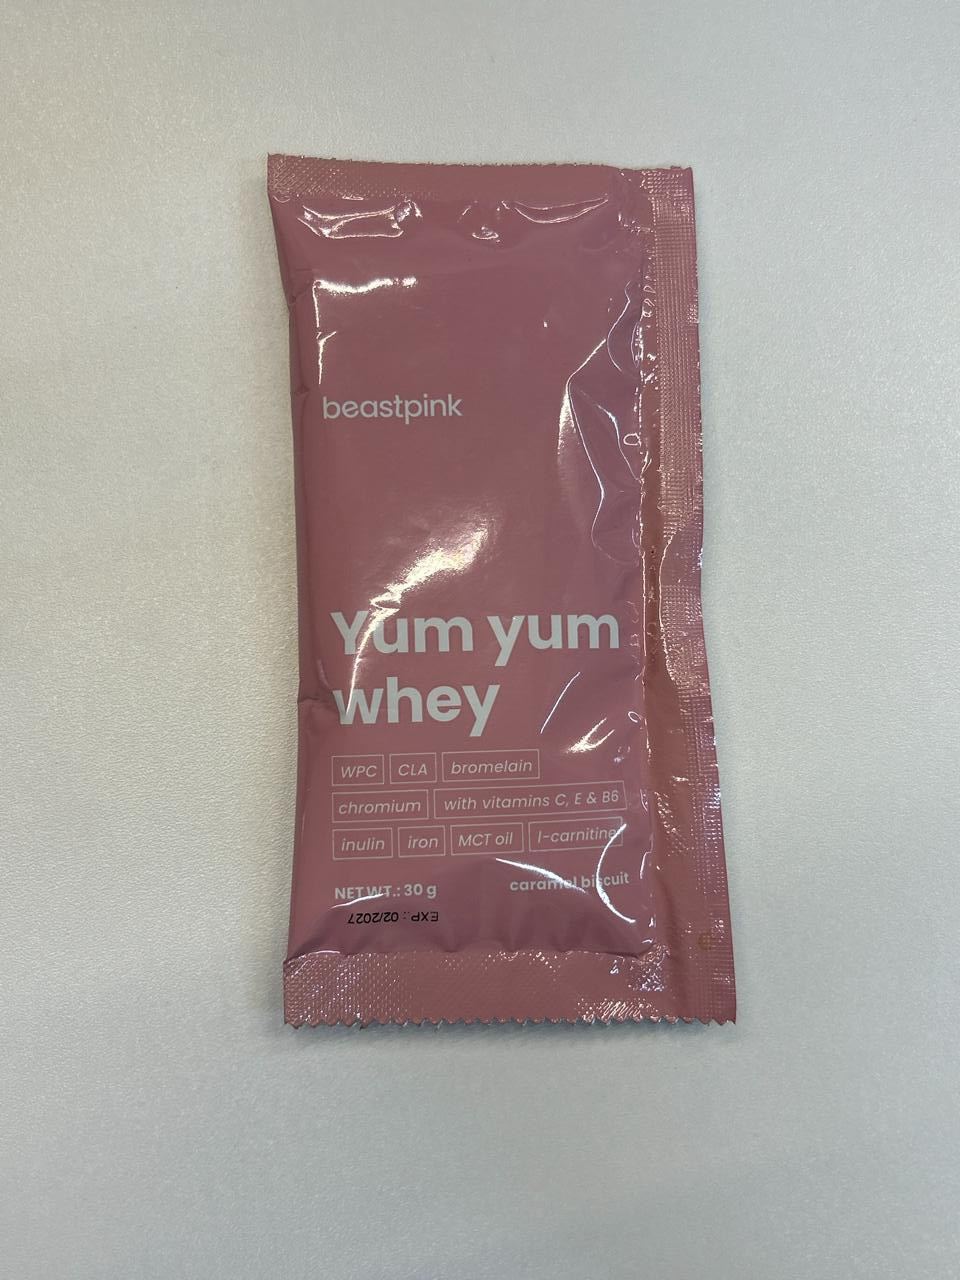 beastpink
Yum yum
whey
WPC CLA bromelain
chromium with vitamins C, E & B6
inulin iron MCT oil l-carnitine
NET WT.: 30 g caramel biscuit
EXP.: 02/2027